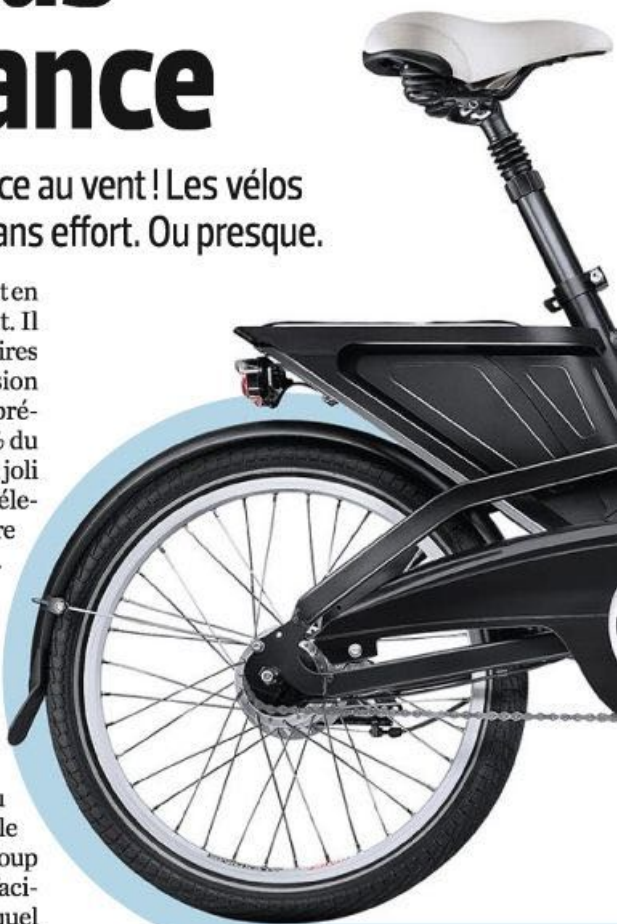 ance
ce au vent ! Les vélos
ans effort. Ou presque.
t en
t. Il
ires
sion
pré-
% du
joli
éle-
re
.
u
le
oup
aci-
quel